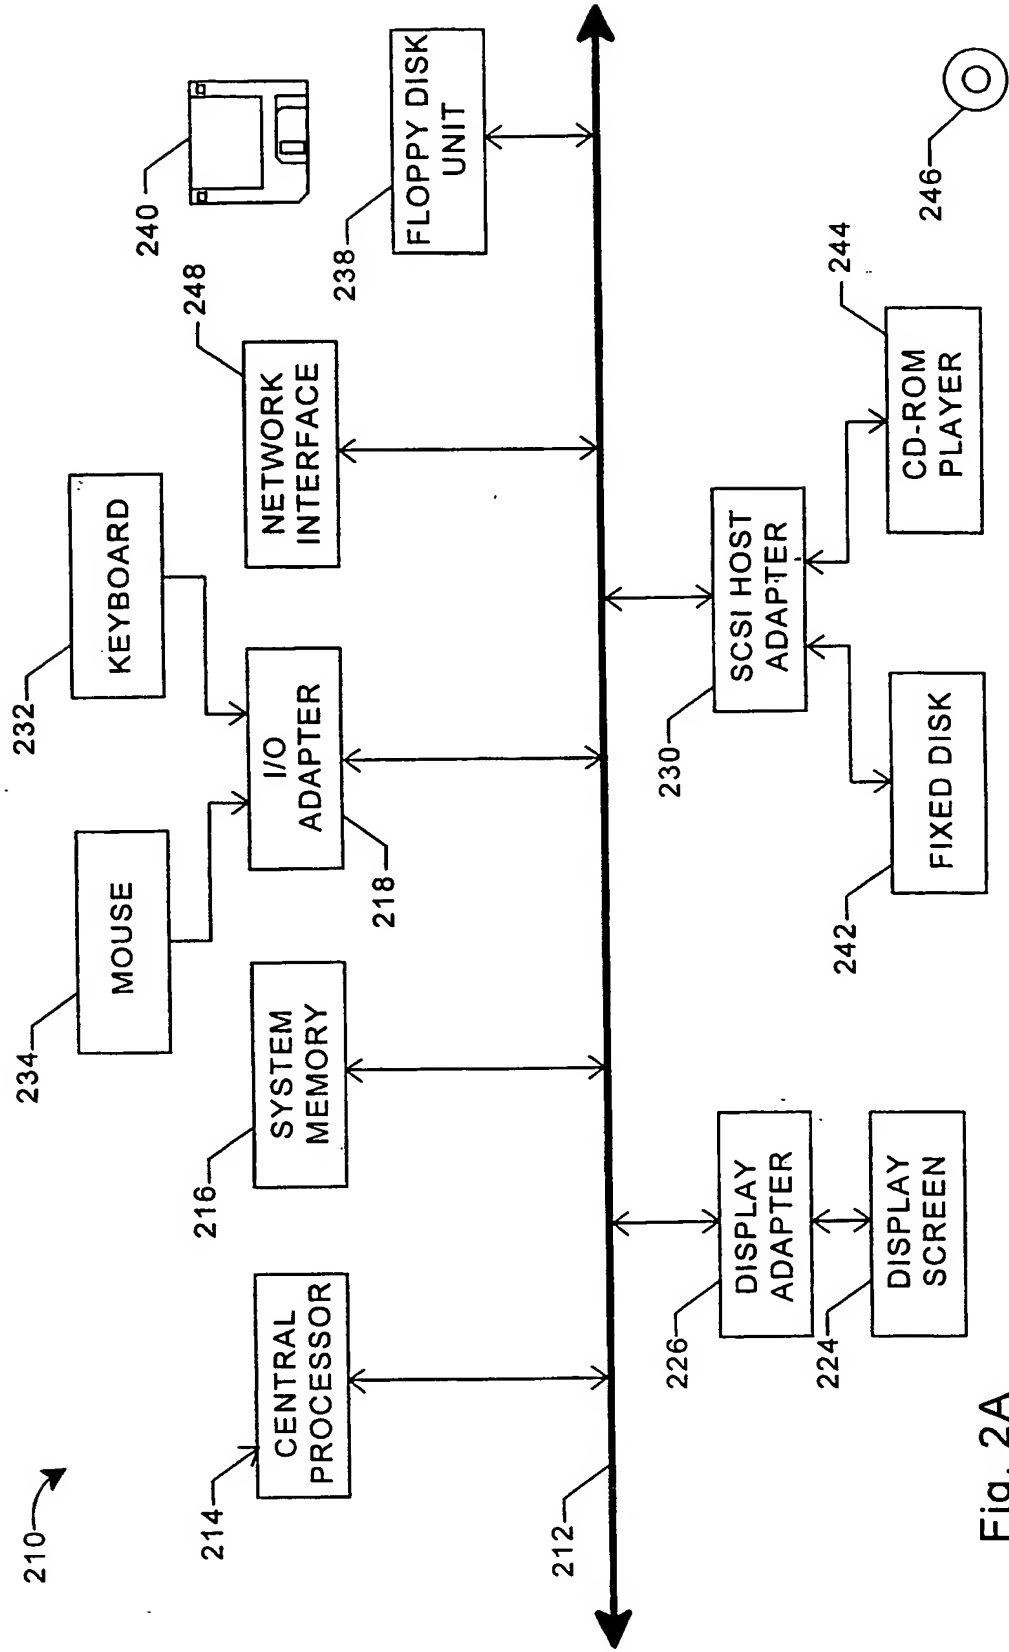 210
214
CENTRAL
PROCESSOR
216
SYSTEM
MEMORY
234
MOUSE
232
KEYBOARD
I/O
ADAPTER
218
248
NETWORK
INTERFACE
240
238
FLOPPY DISK
UNIT
212
226
DISPLAY
ADAPTER
224
DISPLAY
SCREEN
230
SCSI HOST
ADAPTER
242
FIXED DISK
244
CD-ROM
PLAYER
246
Fig. 2A